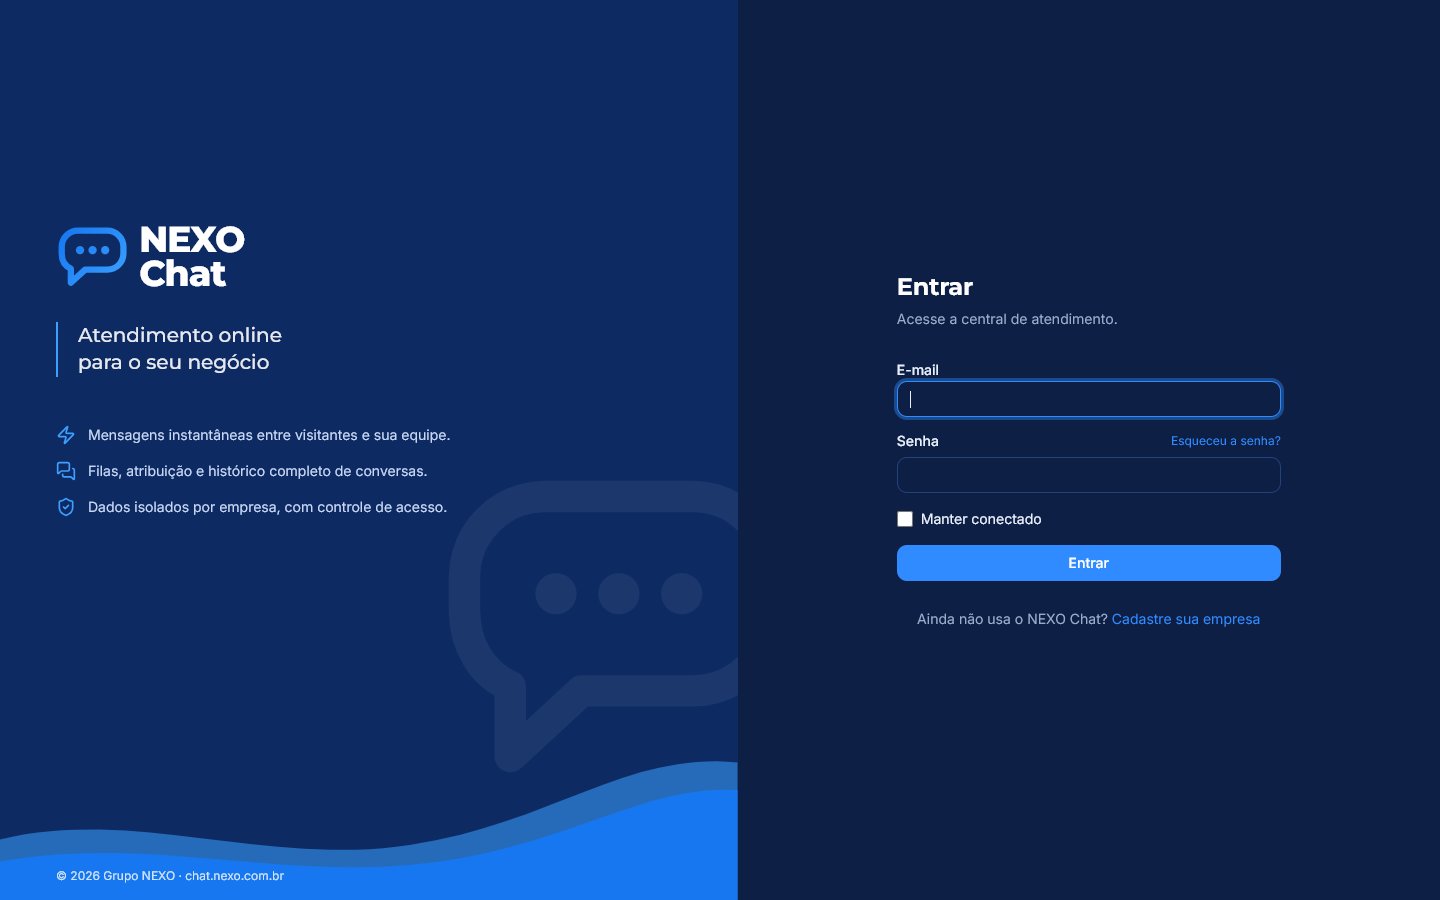 NEXO
Chat
Atendimento online
para o seu negócio
Mensagens instantâneas entre visitantes e sua equipe.
Filas, atribuição e histórico completo de conversas.
Dados isolados por empresa, com controle de acesso.
© 2026 Grupo NEXO · chat.nexo.com.br
Entrar
Acesse a central de atendimento.
E-mail
Senha Esqueceu a senha?
Manter conectado
Entrar
Ainda não usa o NEXO Chat? Cadastre sua empresa